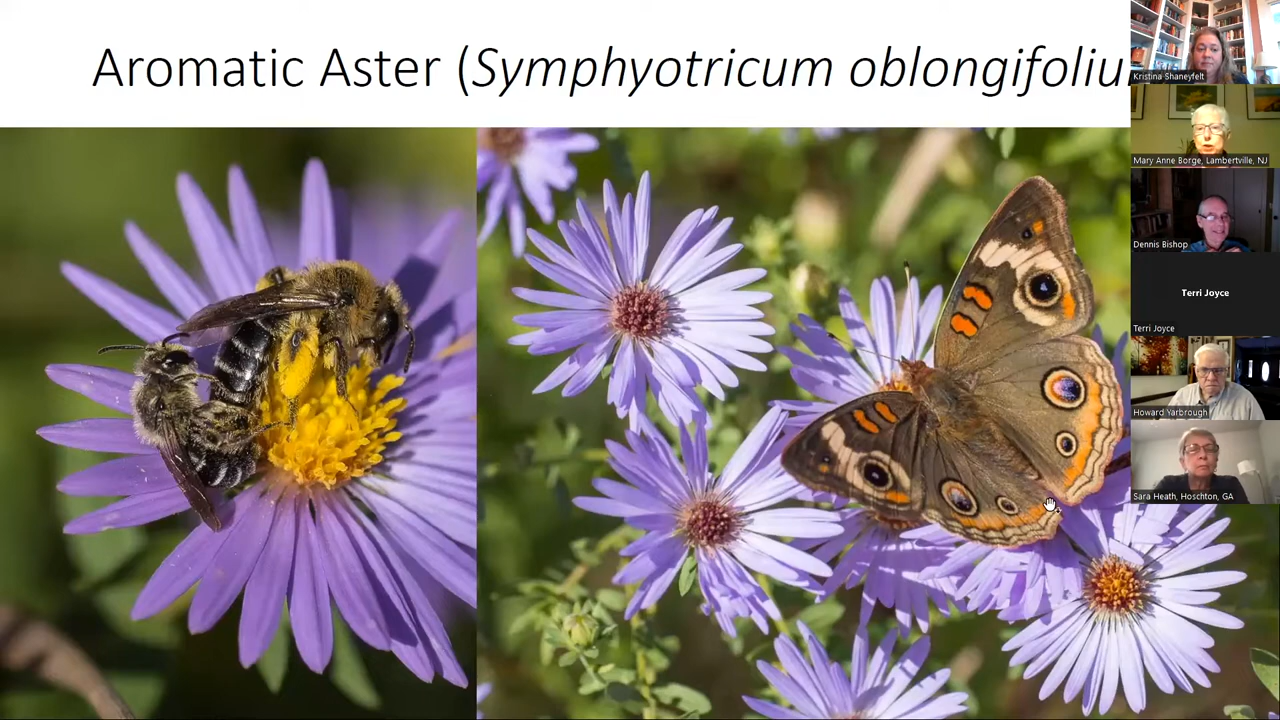 Aromatic Aster (Symphyotricum oblongifoliu
Kristina Shaneyfelt
Mary Anne Borge, Lambertville, NJ
Dennis Bishop
Terri Joyce
Terri Joyce
Howard Yarbrough
Sara Heath, Hoschton, GA